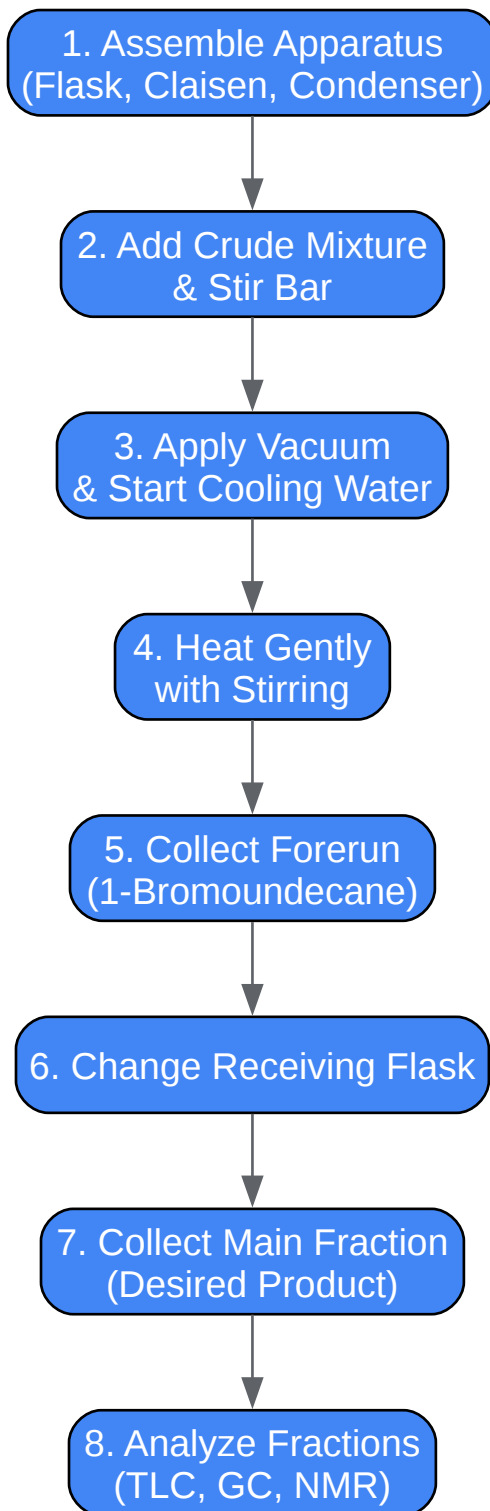 1. Assemble Apparatus
(Flask, Claisen, Condenser)
2. Add Crude Mixture
& Stir Bar
3. Apply Vacuum
& Start Cooling Water
4. Heat Gently
with Stirring
5. Collect Forerun
(1-Bromoundecane)
6. Change Receiving Flask
7. Collect Main Fraction
(Desired Product)
8. Analyze Fractions
(TLC, GC, NMR)